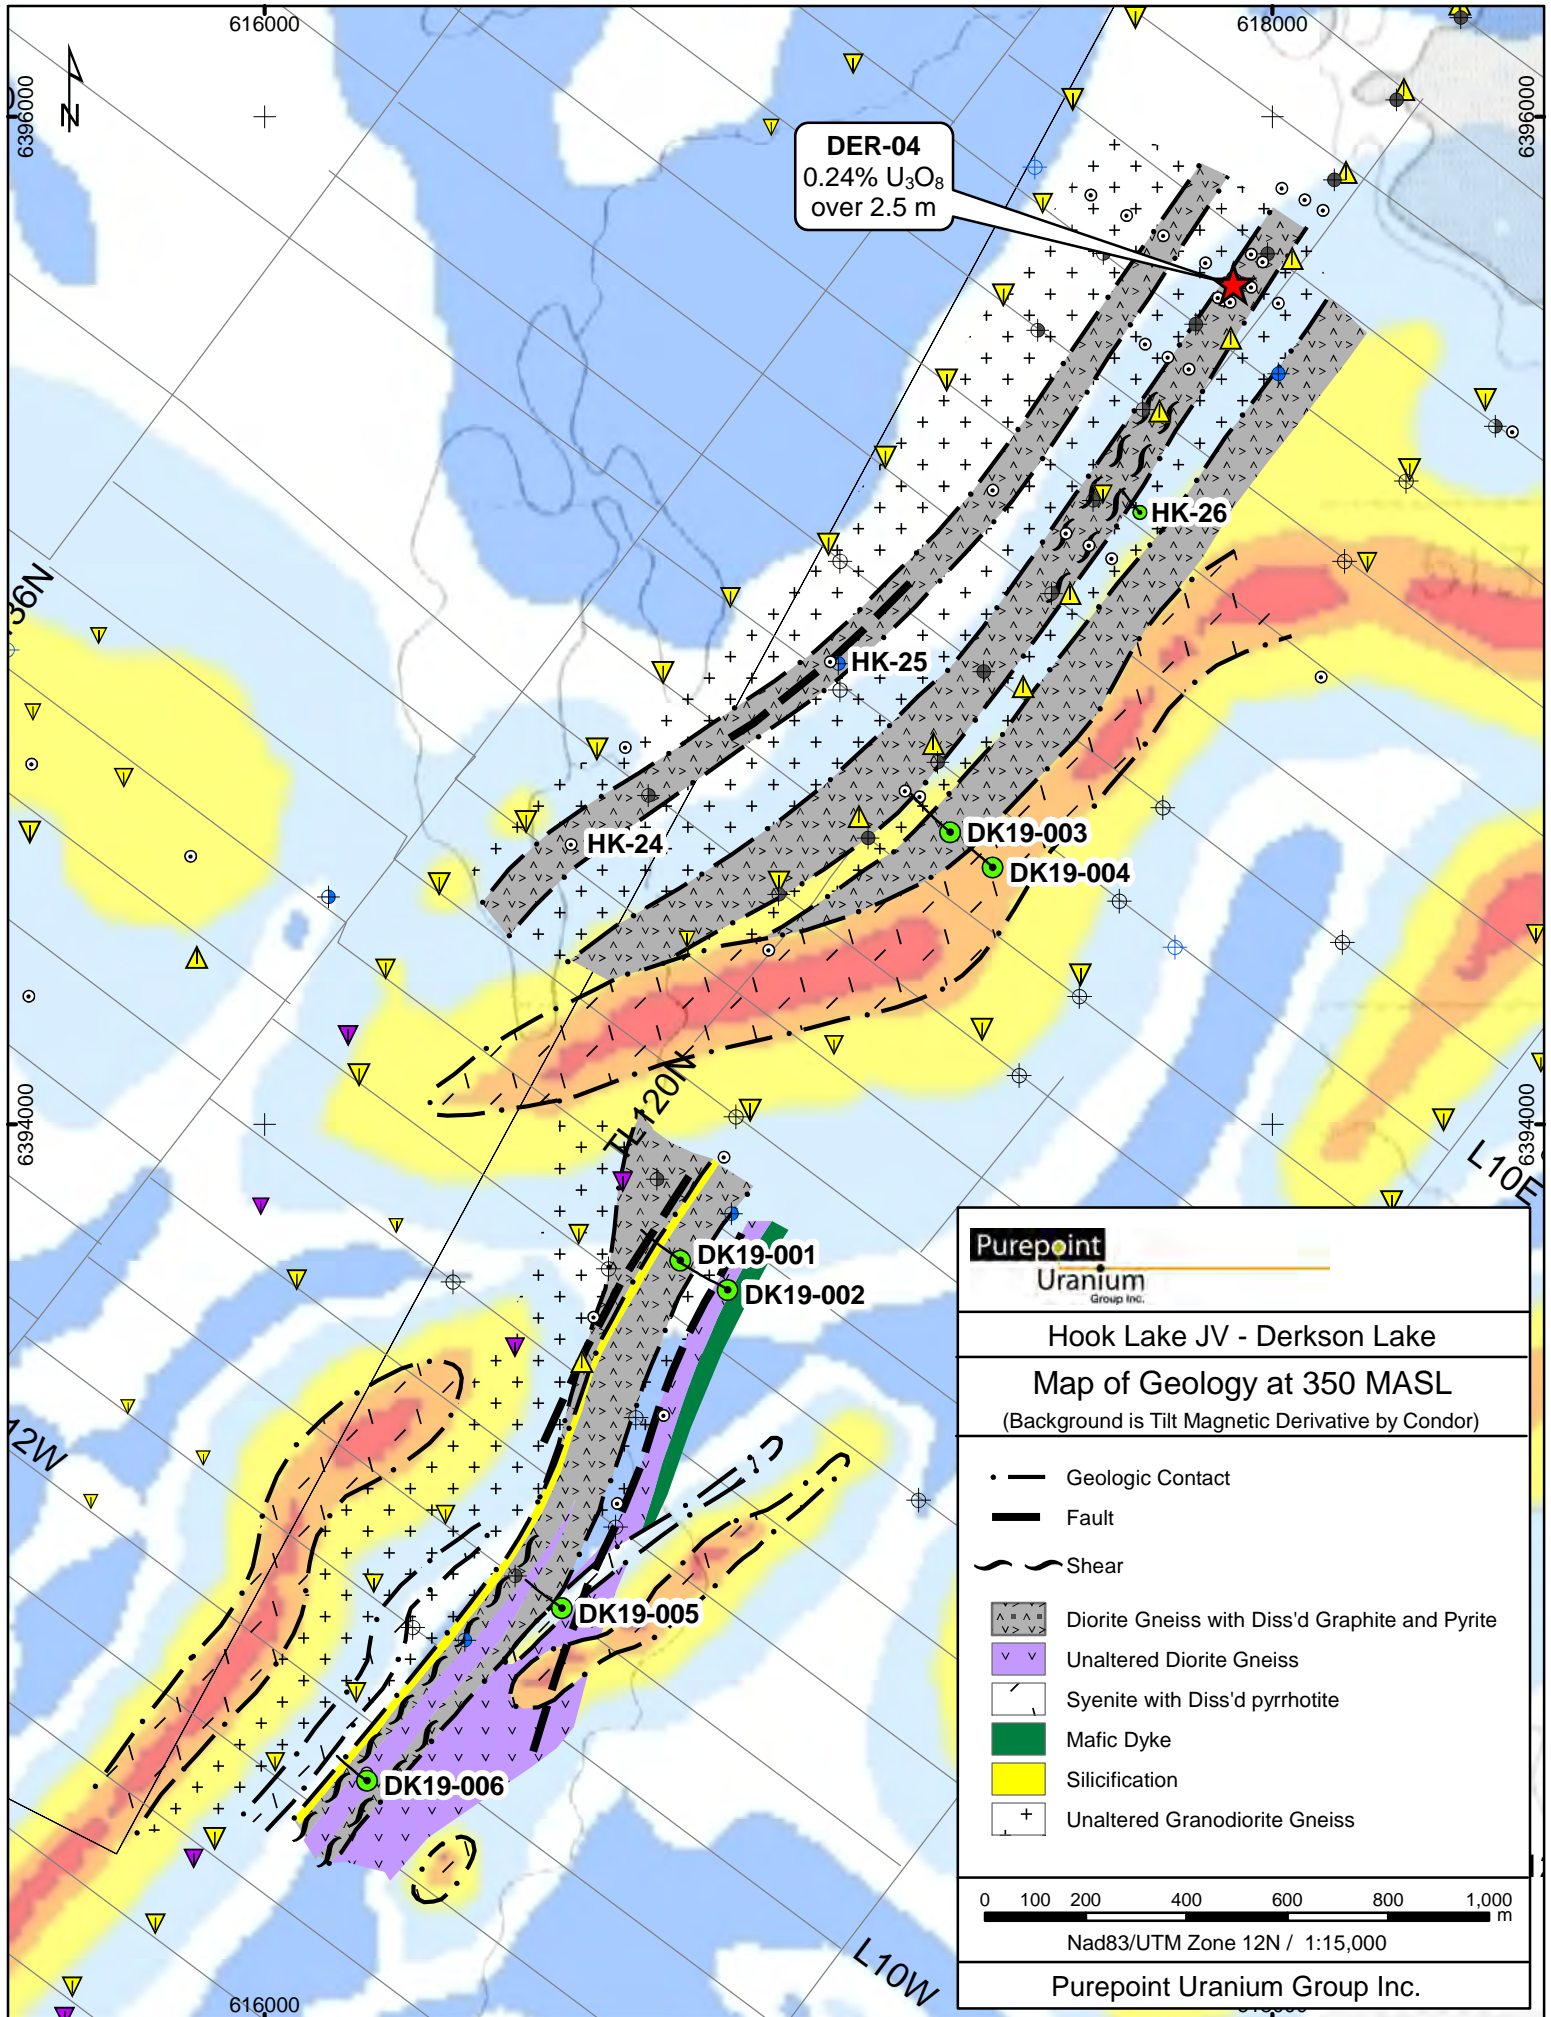 616000
618000
6396000
6396000
N
DER-04
0.24% U₃O₈
over 2.5 m
HK-26
36N
HK-25
DK19-003
HK-24
DK19-004
TL120N
6394000
6394000
L10E
DK19-001
DK19-002
12W
DK19-005
DK19-006
L10W
616000
Purepoint
Uranium
Group Inc.
Hook Lake JV - Derkson Lake
Map of Geology at 350 MASL
(Background is Tilt Magnetic Derivative by Condor)
Geologic Contact
Fault
Shear
Diorite Gneiss with Diss'd Graphite and Pyrite
Unaltered Diorite Gneiss
Syenite with Diss'd pyrrhotite
Mafic Dyke
Silicification
Unaltered Granodiorite Gneiss
0 100 200 400 600 800 1,000
m
Nad83/UTM Zone 12N / 1:15,000
Purepoint Uranium Group Inc.